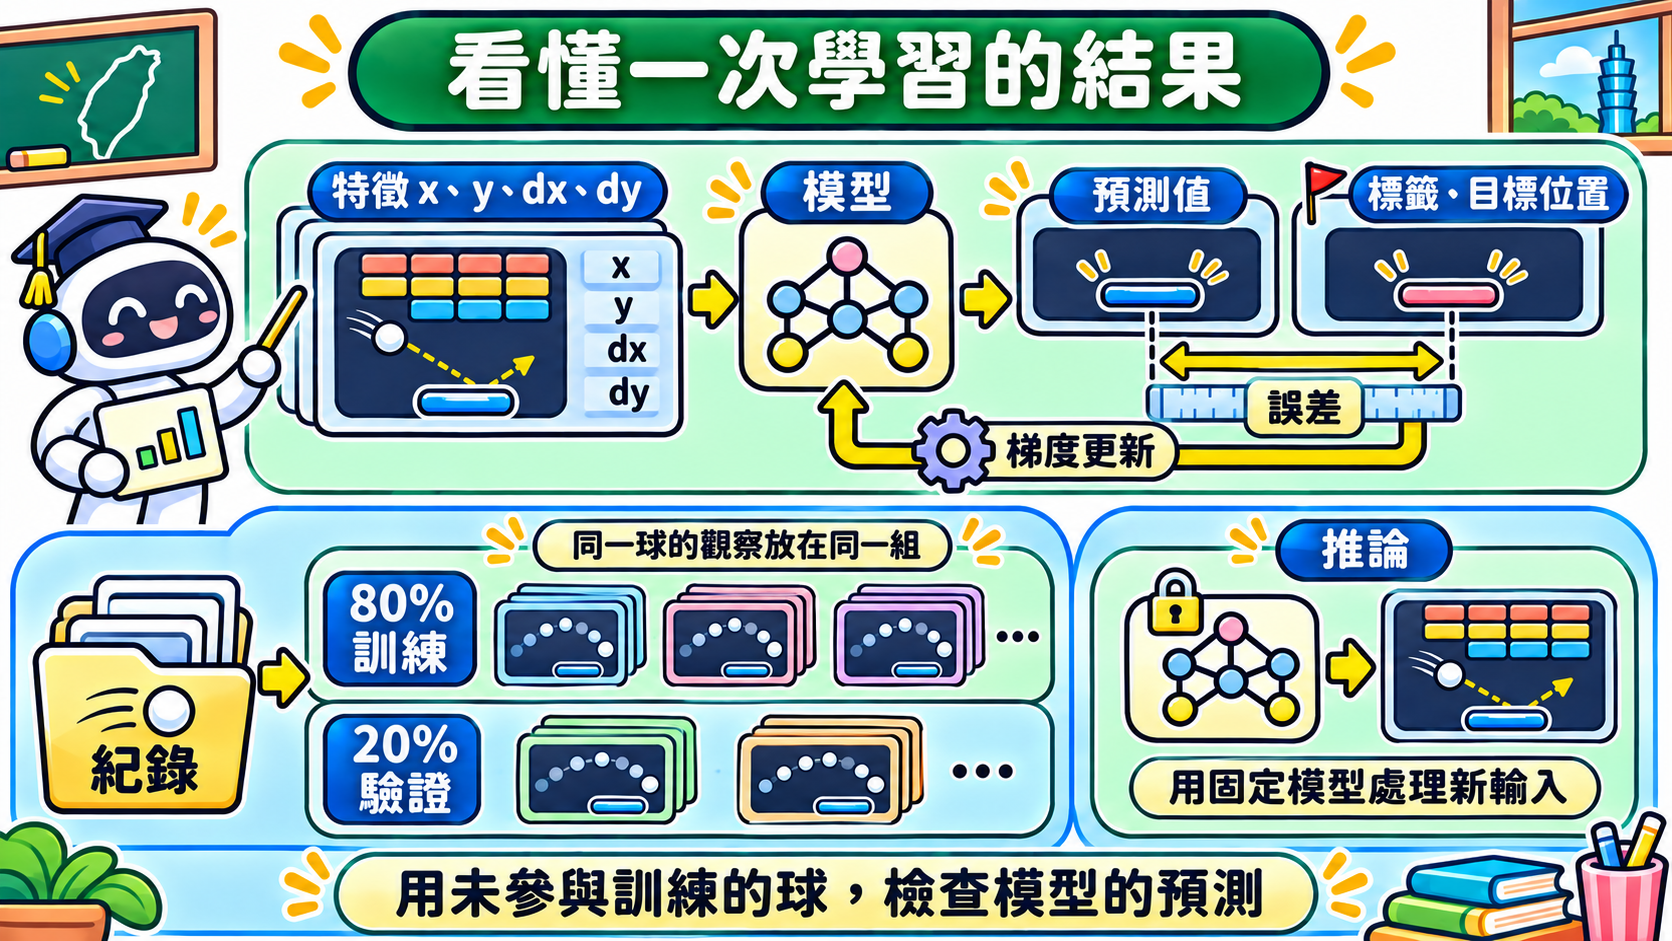 看懂一次學習的結果
特徵 x、y、dx、dy
x
y
dx
dy
模型
預測值
標籤、目標位置
誤差
梯度更新
同一球的觀察放在同一組
紀錄
80%
訓練
20%
驗證
推論
用固定模型處理新輸入
用未參與訓練的球，檢查模型的預測